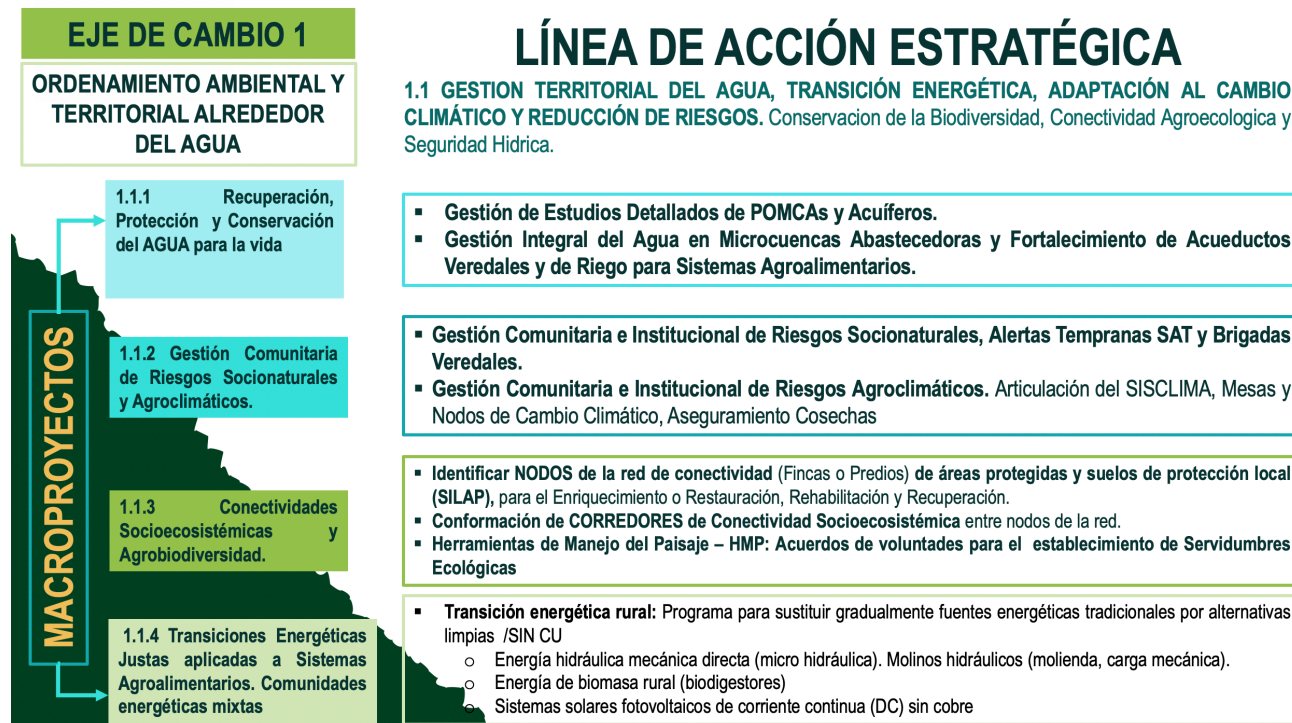 EJE DE CAMBIO 1
ORDENAMIENTO AMBIENTAL Y
TERRITORIAL ALREDEDOR
DEL AGUA
LÍNEA DE ACCIÓN ESTRATÉGICA
1.1 GESTION TERRITORIAL DEL AGUA, TRANSICIÓN ENERGÉTICA, ADAPTACIÓN AL CAMBIO
CLIMÁTICO Y REDUCCIÓN DE RIESGOS. Conservacion de la Biodiversidad, Conectividad Agroecologica y
Seguridad Hidrica.
MACROPROYECTOS
1.1.1 Recuperación,
Protección y Conservación
del AGUA para la vida
▪ Gestión de Estudios Detallados de POMCAs y Acuíferos.
▪ Gestión Integral del Agua en Microcuencas Abastecedoras y Fortalecimiento de Acueductos
Veredales y de Riego para Sistemas Agroalimentarios.
1.1.2 Gestión Comunitaria
de Riesgos Socionaturales
y Agroclimáticos.
▪ Gestión Comunitaria e Institucional de Riesgos Socionaturales, Alertas Tempranas SAT y Brigadas
Veredales.
▪ Gestión Comunitaria e Institucional de Riesgos Agroclimáticos. Articulación del SISCLIMA, Mesas y
Nodos de Cambio Climático, Aseguramiento Cosechas
1.1.3 Conectividades
Socioecosistémicas y
Agrobiodiversidad.
▪ Identificar NODOS de la red de conectividad (Fincas o Predios) de áreas protegidas y suelos de protección local
(SILAP), para el Enriquecimiento o Restauración, Rehabilitación y Recuperación.
▪ Conformación de CORREDORES de Conectividad Socioecosistémica entre nodos de la red.
▪ Herramientas de Manejo del Paisaje – HMP: Acuerdos de voluntades para el establecimiento de Servidumbres
Ecológicas
1.1.4 Transiciones Energéticas
Justas aplicadas a Sistemas
Agroalimentarios. Comunidades
energéticas mixtas
▪ Transición energética rural: Programa para sustituir gradualmente fuentes energéticas tradicionales por alternativas
limpias /SIN CU
o Energía hidráulica mecánica directa (micro hidráulica). Molinos hidráulicos (molienda, carga mecánica).
o Energía de biomasa rural (biodigestores)
o Sistemas solares fotovoltaicos de corriente continua (DC) sin cobre